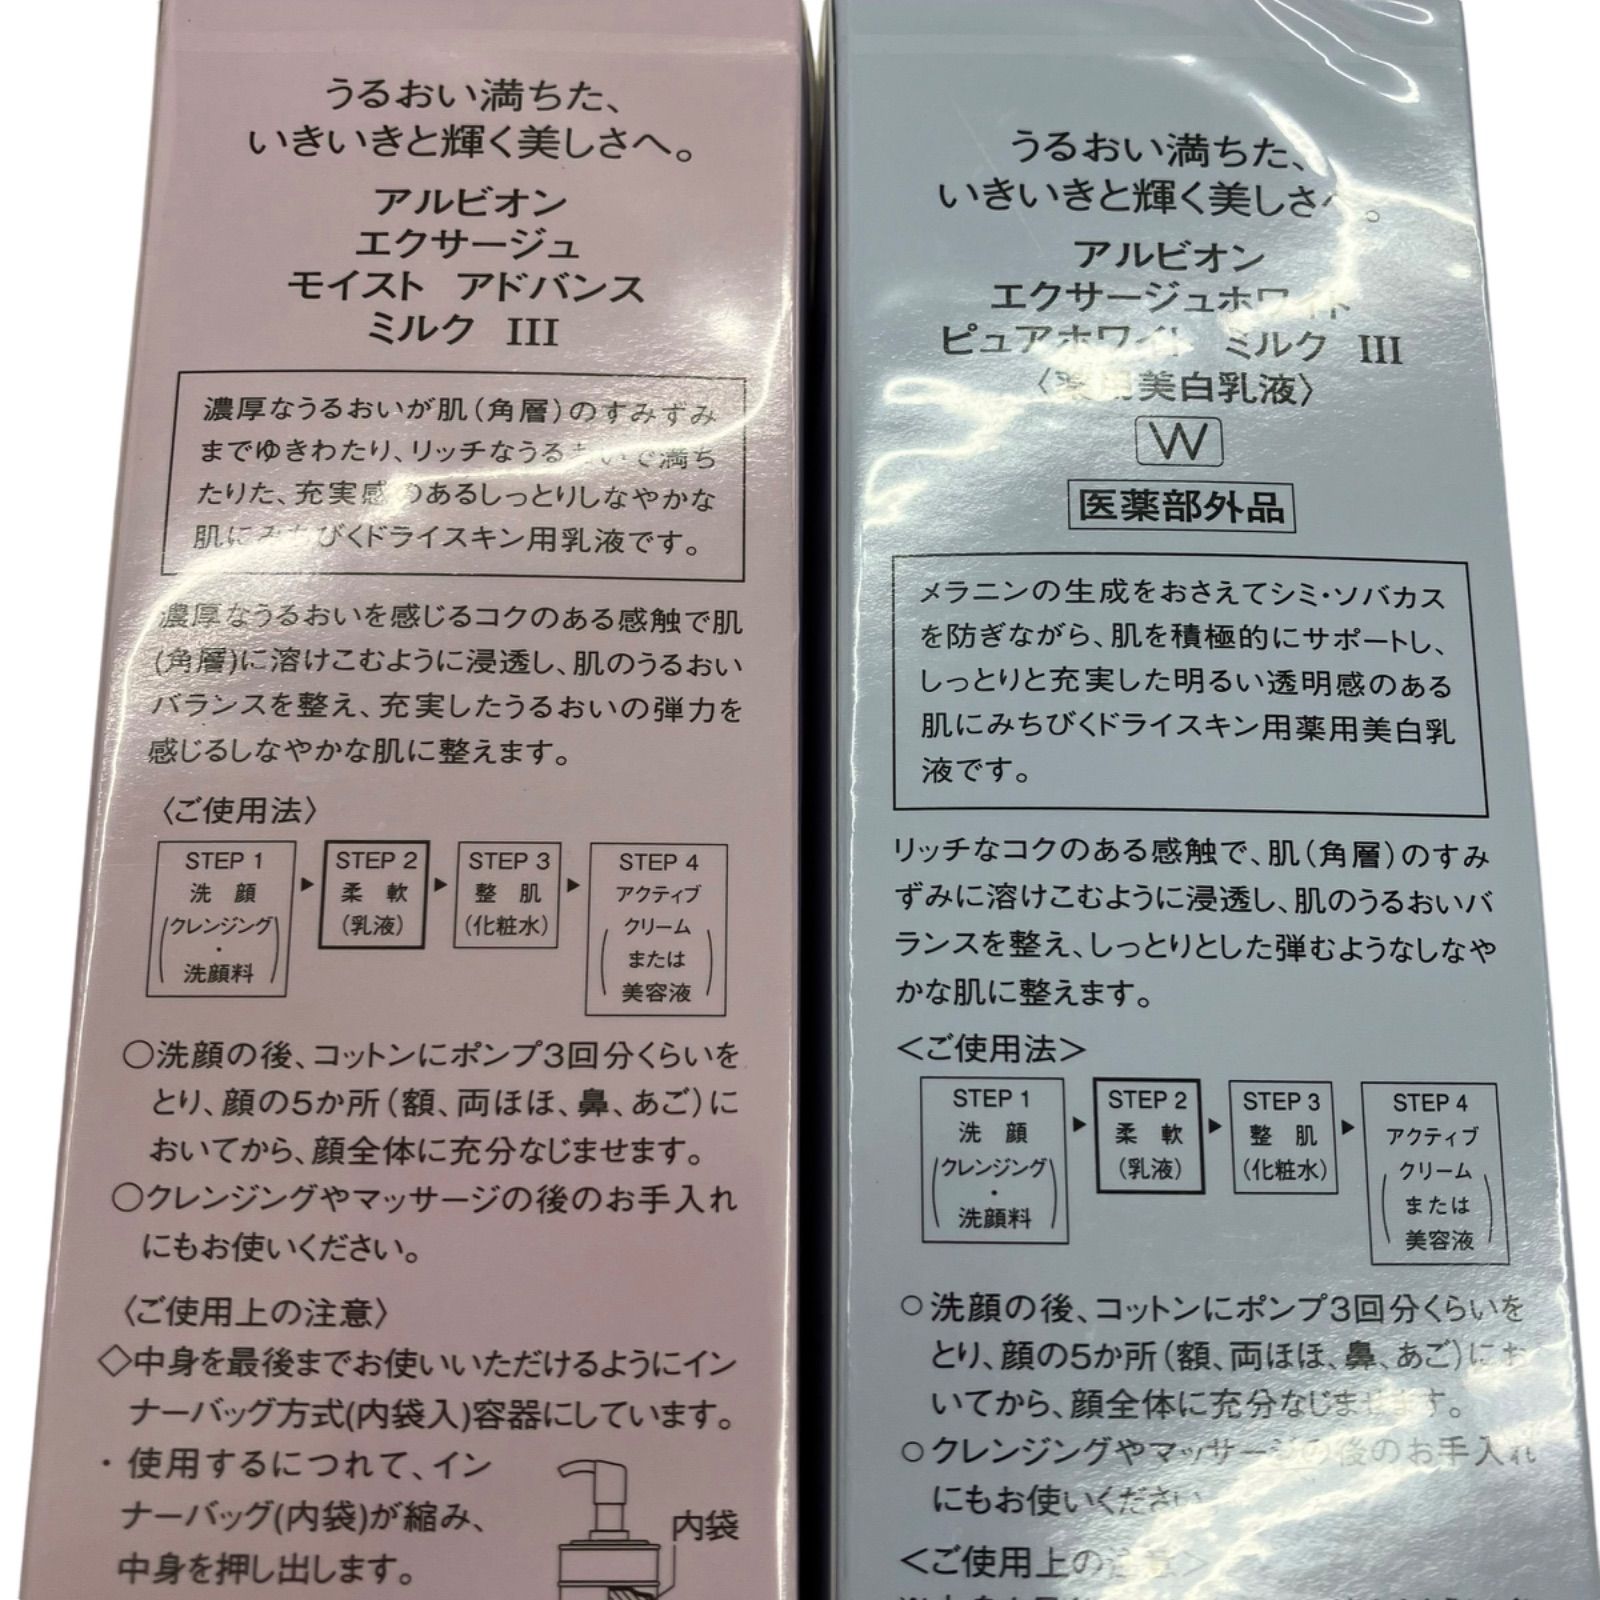 うるおい満ちた、
いきいきと輝く美しさへ。
アルビオン
エクサージュ
モイスト アドバンス
ミルク III
濃厚なうるおいが肌(角層)のすみずみ
までゆきわたり、リッチなうるおいで満ち
たりた、充実感のあるしっとりしなやかな
肌にみちびくドライスキン用乳液です。
濃厚なうるおいを感じるコクのある感触で肌
(角層)に溶けこむように浸透し、肌のうるおい
バランスを整え、充実したうるおいの弾力を
感じるしなやかな肌に整えます。
〈ご使用法〉
STEP 1
洗 顔
(クレンジング
・
洗顔料)
▶
STEP 2
柔 軟
(乳液)
▶
STEP 3
整 肌
(化粧水)
▶
STEP 4
アクティブ
(クリーム
または
美容液)
○洗顔の後、コットンにポンプ3回分くらいを
とり、顔の5か所(額、両ほほ、鼻、あご)に
おいてから、顔全体に充分なじませます。
○クレンジングやマッサージの後のお手入れ
にもお使いください。
〈ご使用上の注意〉
◇中身を最後までお使いいただけるようにイン
ナーバッグ方式(内袋入)容器にしています。
・使用するにつれて、イン
ナーバッグ(内袋)が縮み、
中身を押し出します。
内袋
うるおい満ちた、
いきいきと輝く美しさへ。
アルビオン
エクサージュホワイト
ピュアホワイト ミルク III
〈薬用美白乳液〉
W
医薬部外品
メラニンの生成をおさえてシミ・ソバカス
を防ぎながら、肌を積極的にサポートし、
しっとりと充実した明るい透明感のある
肌にみちびくドライスキン用薬用美白乳
液です。
リッチなコクのある感触で、肌(角層)のすみ
ずみに溶けこむように浸透し、肌のうるおいバ
ランスを整え、しっとりとした弾むようなしなや
かな肌に整えます。
＜ご使用法＞
STEP 1
洗 顔
(クレンジング
・
洗顔料)
▶
STEP 2
柔 軟
(乳液)
▶
STEP 3
整 肌
(化粧水)
▶
STEP 4
アクティブ
(クリーム
または
美容液)
○洗顔の後、コットンにポンプ3回分くらいを
とり、顔の5か所(額、両ほほ、鼻、あご)にお
いてから、顔全体に充分なじませます。
○クレンジングやマッサージの後のお手入れ
にもお使いください
＜ご使用上の注意＞